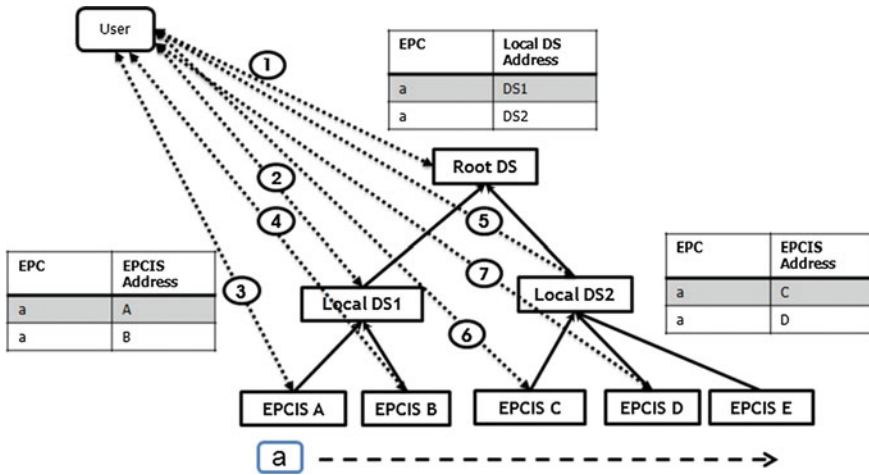 User
EPC Local DS Address
a DS1
a DS2
1
Root DS
2
4
5
3
7
6
EPC EPCIS Address
a A
a B
EPC EPCIS Address
a C
a D
Local DS1
Local DS2
EPCIS A
EPCIS B
EPCIS C
EPCIS D
EPCIS E
a